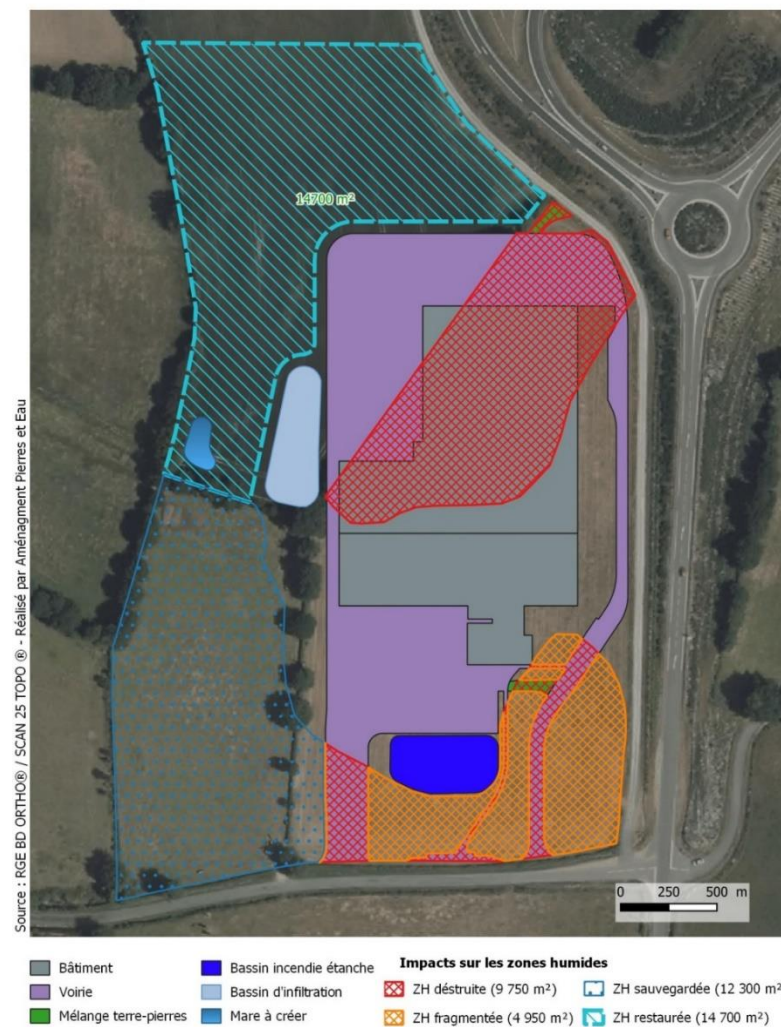 14700 m²
Source : RGE BD ORTHO® / SCAN 25 TOPO ® - Réalisé par Aménagment Pierres et Eau
0 250 500 m
Bâtiment
Voirie
Mélange terre-pierres
Bassin incendie étanche
Bassin d'infiltration
Mare à créer
Impacts sur les zones humides
ZH déstruite (9 750 m²)
ZH fragmentée (4 950 m²)
ZH sauvegardée (12 300 m²)
ZH restaurée (14 700 m²)